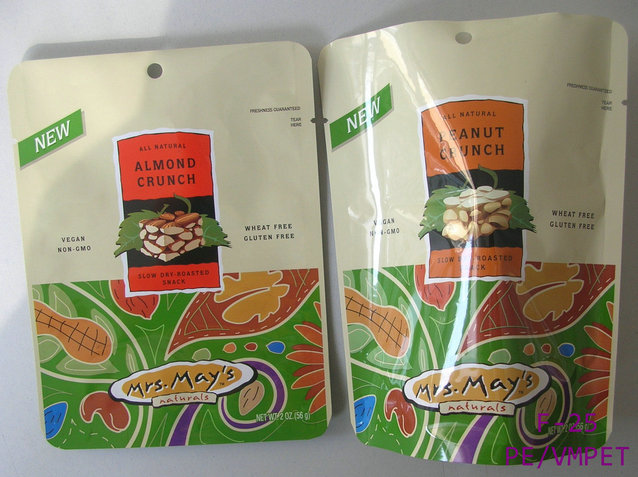 NEW
FRESHNESS GUARANTEED
TEAR
HERE
ALL NATURAL
ALMOND
CRUNCH
VEGAN
NON-GMO
WHEAT FREE
GLUTEN FREE
SLOW DRY-ROASTED
SNACK
Mrs. May's
naturals
NET WT. 2 OZ. (56 g)
NEW
FRESHNESS GUARANTEED
TEAR
HERE
ALL NATURAL
PEANUT
CRUNCH
VEGAN
NON-GMO
WHEAT FREE
GLUTEN FREE
SLOW DRY-ROASTED
SNACK
Mrs. May's
naturals
PE/VMPET